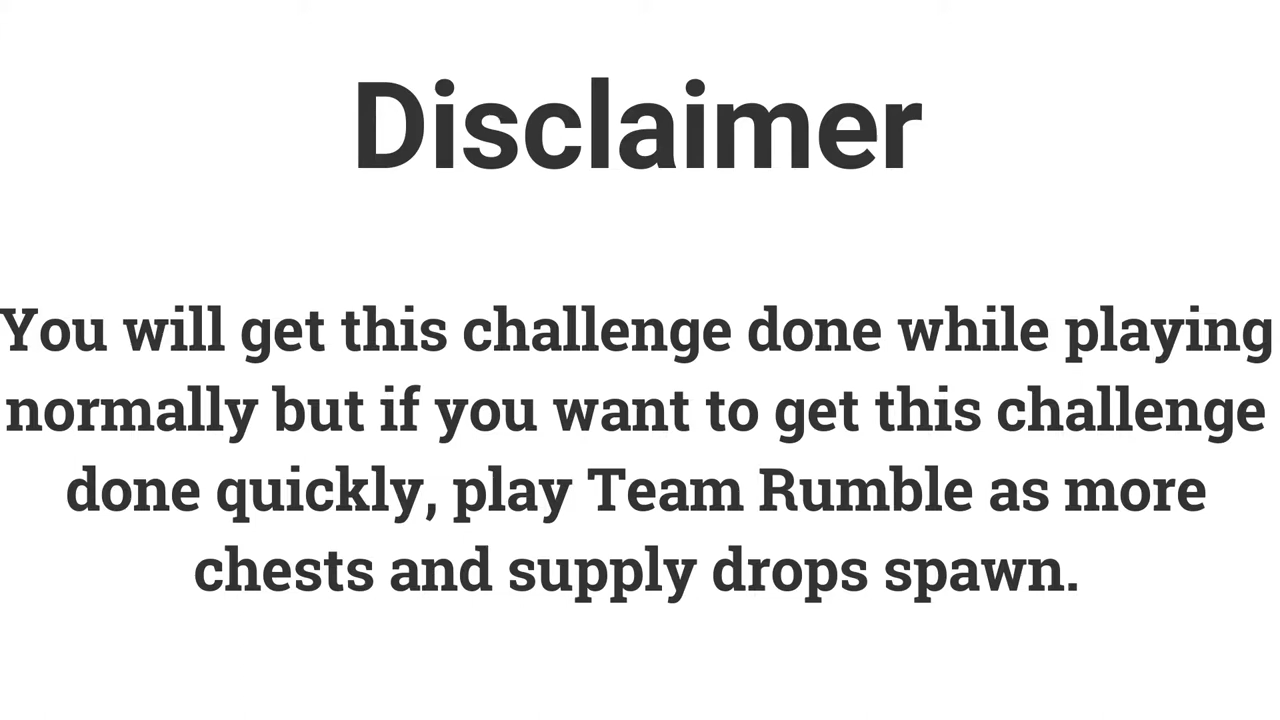 Disclaimer
You will get this challenge done while playing
normally but if you want to get this challenge
done quickly, play Team Rumble as more
chests and supply drops spawn.